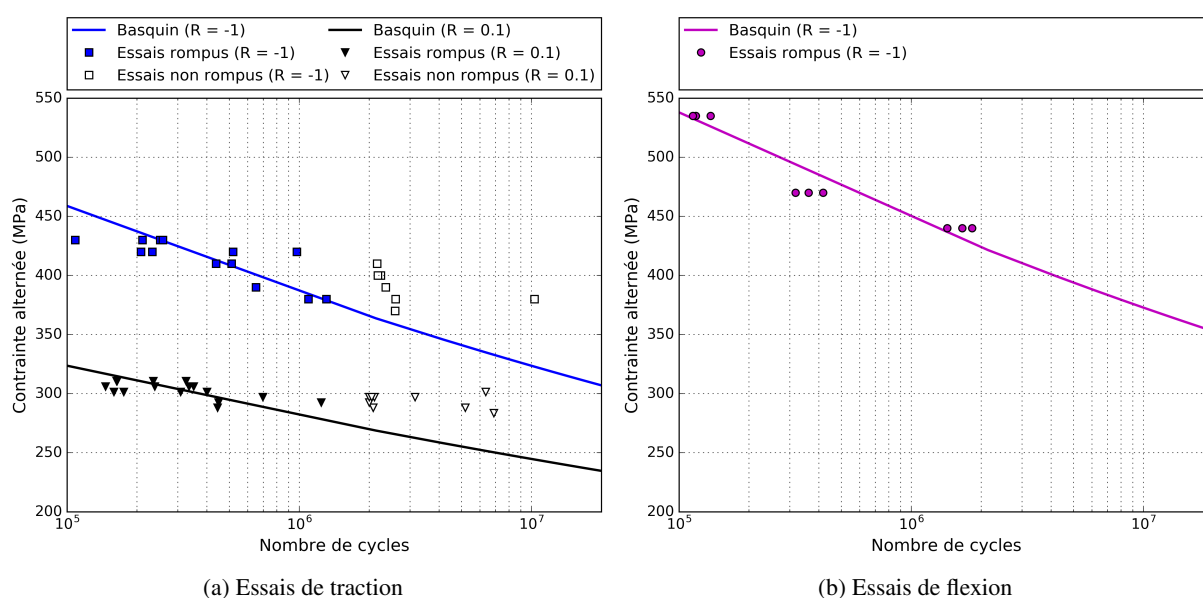 Basquin (R = -1)
Essais rompus (R = -1)
Essais non rompus (R = -1)
Basquin (R = 0.1)
Essais rompus (R = 0.1)
Essais non rompus (R = 0.1)
550
500
450
400
350
300
250
200
Contrainte alternée (MPa)
10^5
10^6
10^7
Nombre de cycles
(a) Essais de traction
Basquin (R = -1)
Essais rompus (R = -1)
550
500
450
400
350
300
250
200
Contrainte alternée (MPa)
10^5
10^6
10^7
Nombre de cycles
(b) Essais de flexion